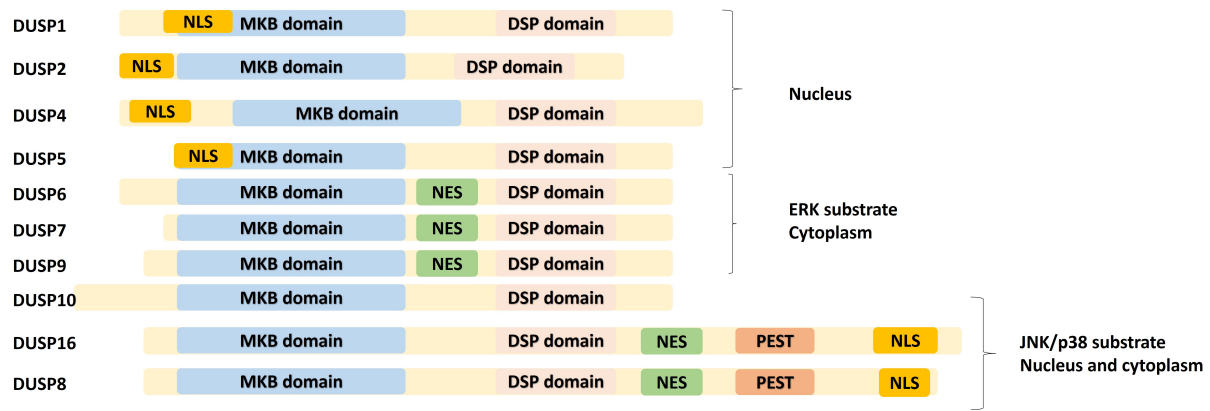 DUSP1 NLS MKB domain DSP domain
DUSP2 NLS MKB domain DSP domain
Nucleus
DUSP4 NLS MKB domain DSP domain
DUSP5 NLS MKB domain DSP domain
DUSP6 MKB domain NES DSP domain
ERK substrate
Cytoplasm
DUSP7 MKB domain NES DSP domain
DUSP9 MKB domain NES DSP domain
DUSP10 MKB domain DSP domain
DUSP16 MKB domain DSP domain NES PEST NLS
JNK/p38 substrate
Nucleus and cytoplasm
DUSP8 MKB domain DSP domain NES PEST NLS